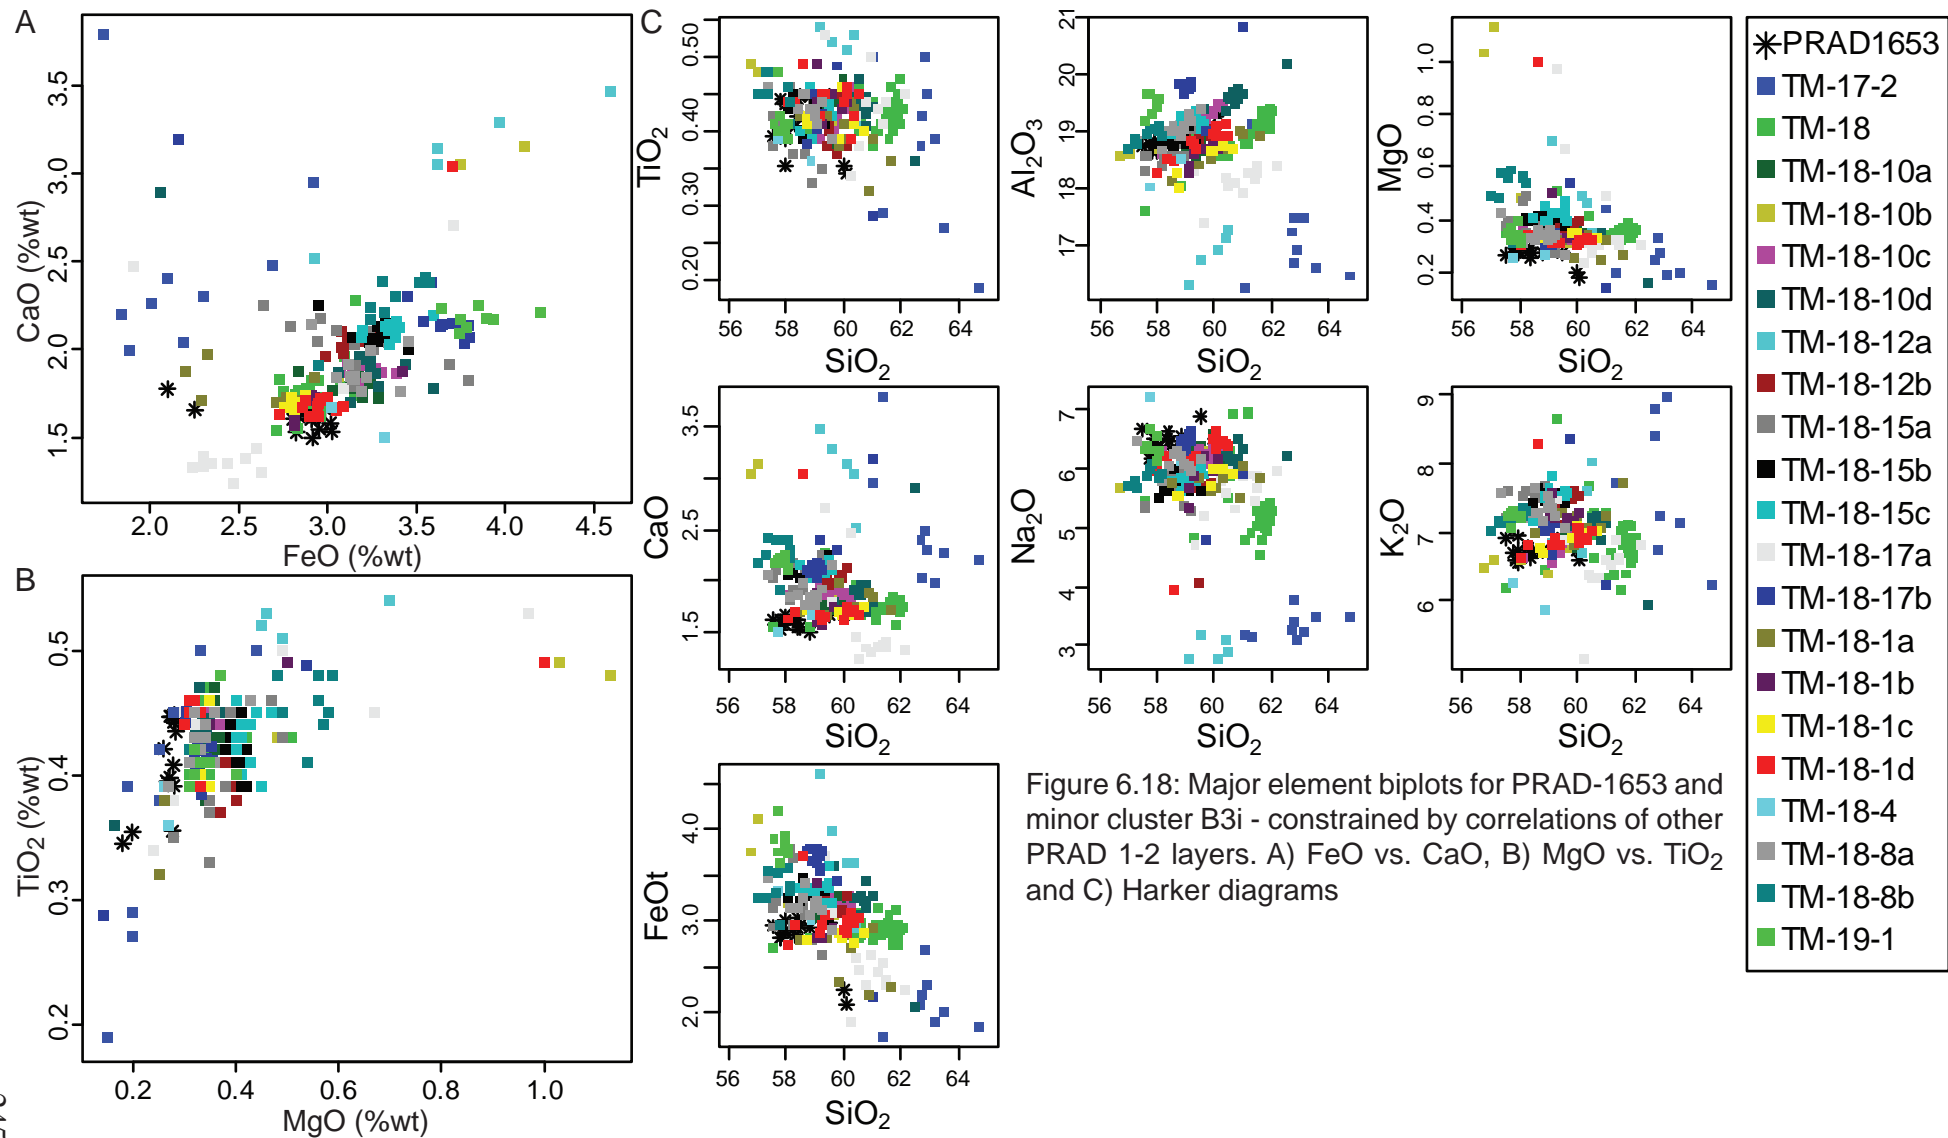 A
CaO (%wt)
3.5
3.0
2.5
2.0
1.5
2.0 2.5 3.0 3.5 4.0 4.5
FeO (%wt)
B
TiO2 (%wt)
0.5
0.4
0.3
0.2
0.2 0.4 0.6 0.8 1.0
MgO (%wt)
C
TiO2
0.50
0.40
0.30
0.20
56 58 60 62 64
SiO2
Al2O3
21
20
19
18
17
56 58 60 62 64
SiO2
MgO
1.0
0.8
0.6
0.4
0.2
56 58 60 62 64
SiO2
CaO
3.5
2.5
1.5
56 58 60 62 64
SiO2
Na2O
7
6
5
4
3
56 58 60 62 64
SiO2
K2O
9
8
7
6
56 58 60 62 64
SiO2
FeOt
4.0
3.0
2.0
56 58 60 62 64
SiO2
Figure 6.18: Major element biplots for PRAD-1653 and
minor cluster B3i - constrained by correlations of other
PRAD 1-2 layers. A) FeO vs. CaO, B) MgO vs. TiO2
and C) Harker diagrams
PRAD1653
TM-17-2
TM-18
TM-18-10a
TM-18-10b
TM-18-10c
TM-18-10d
TM-18-12a
TM-18-12b
TM-18-15a
TM-18-15b
TM-18-15c
TM-18-17a
TM-18-17b
TM-18-1a
TM-18-1b
TM-18-1c
TM-18-1d
TM-18-4
TM-18-8a
TM-18-8b
TM-19-1